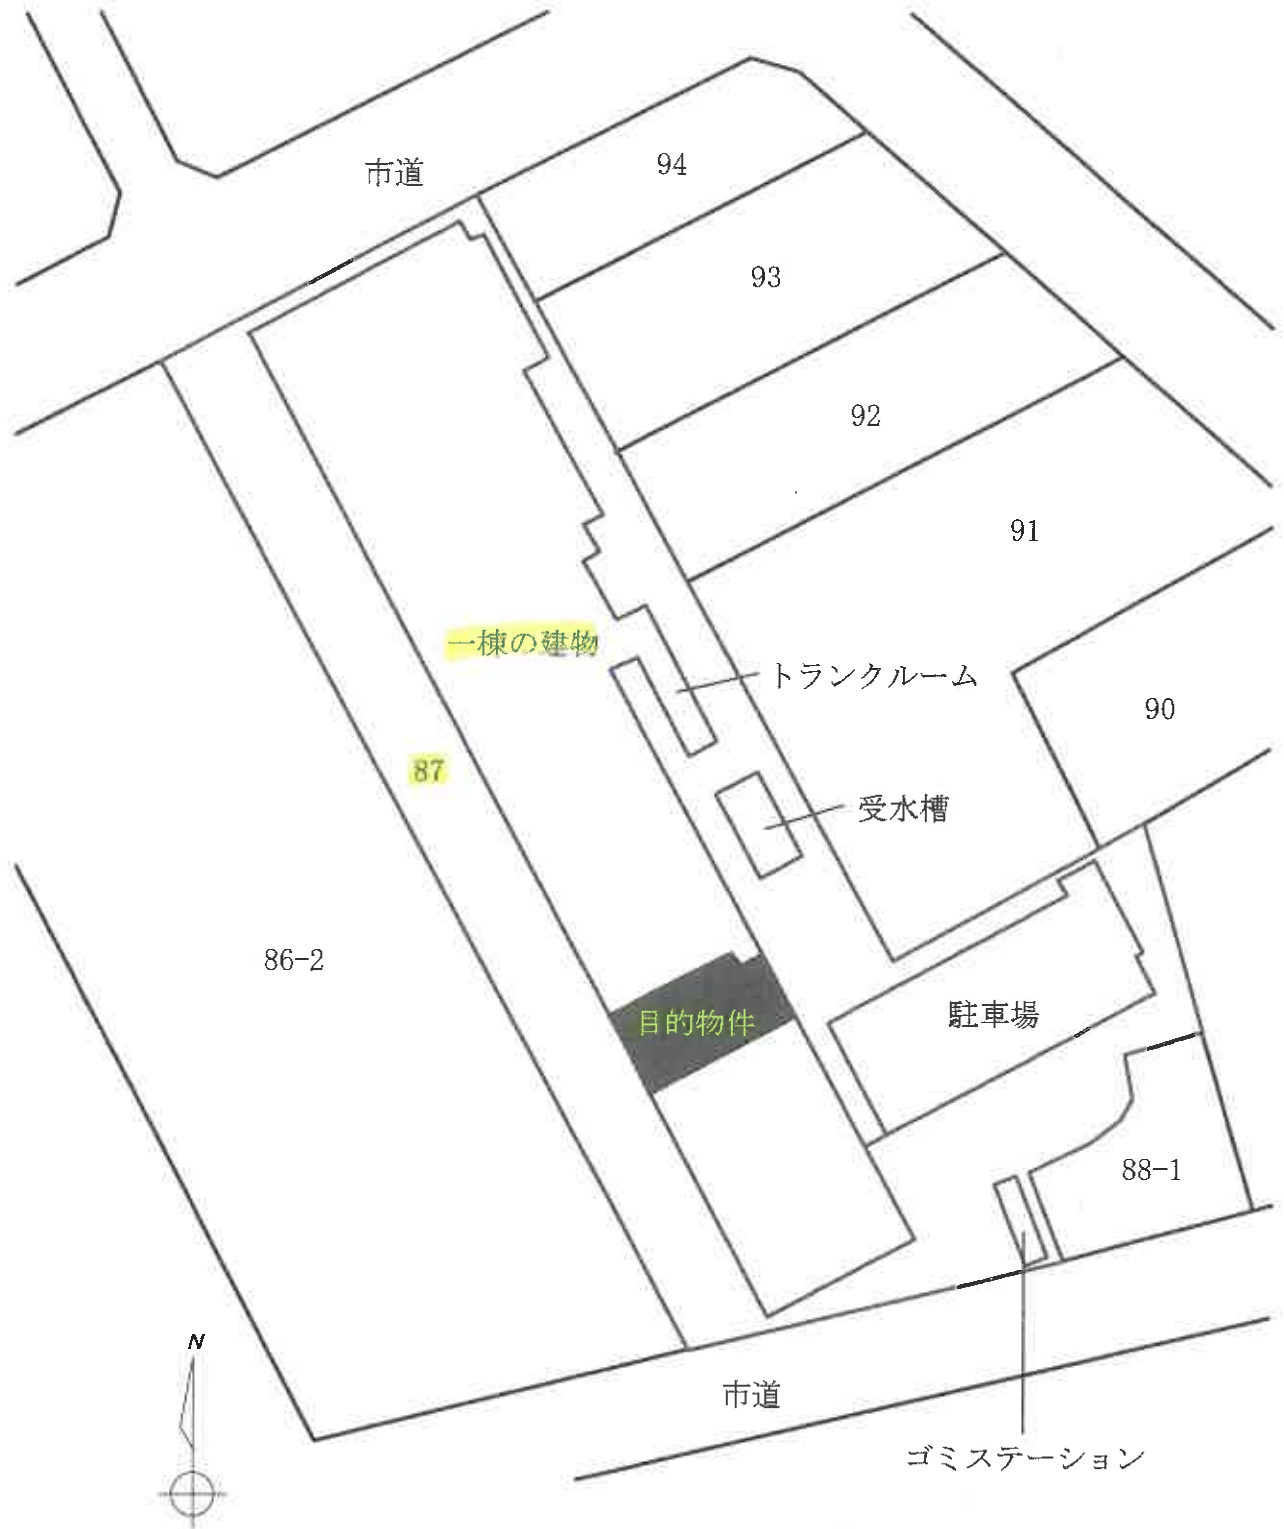 市道
94
93
92
91
一棟の建物
トランクルーム
90
87
受水槽
86-2
駐車場
目的物件
88-1
N
市道
ゴミステーション